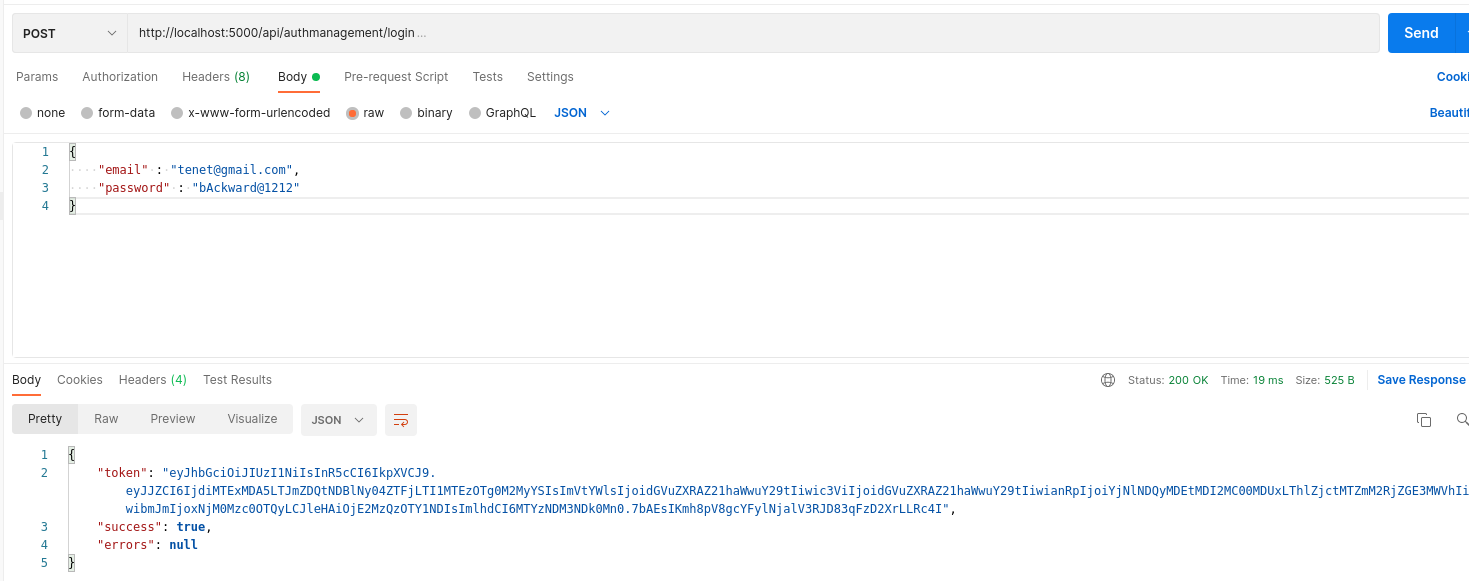 POST http://localhost:5000/api/authmanagement/login ... Send
Params Authorization Headers (8) Body Pre-request Script Tests Settings Cooki
none form-data x-www-form-urlencoded raw binary GraphQL JSON Beautif
1 {
2 "email" : "tenet@gmail.com",
3 "password" : "bAckward@1212"
4 }
Body Cookies Headers (4) Test Results Status: 200 OK Time: 19 ms Size: 525 B Save Response
Pretty Raw Preview Visualize JSON
1 {
2 "token": "eyJhbGciOiJIUzI1NiIsInR5cCI6IkpXVCJ9.
eyJJZCI6IjdiMTExMDA5LTJmZDQtNDBlNy04ZTFjLTI1MTEzOTg0M2MyYSIsImVtYWlsIjoidGVuZXRAZ21haWwuY29tIiwic3ViIjoidGVuZXRAZ21haWwuY29tIiwianRpIjoiYjNlNDQyMDEtMDI2MC00MDUxLThlZjctMTZmM2RjZGE3MWVhIi
wibmJmIjoxNjM0Mzc0OTQyLCJleHAiOjE2MzQzOTY1NDIsImlhdCI6MTYzNDM3NDk0Mn0.7bAEsIKmh8pV8gcYFylNjalV3RJD83qFzD2XrLLRc4I",
3 "success": true,
4 "errors": null
5 }